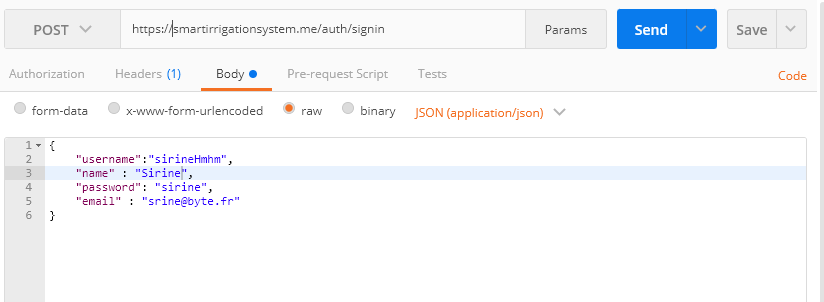 POST https://smartirrigationsystem.me/auth/signin Params Send Save
Authorization Headers (1) Body Pre-request Script Tests Code
form-data x-www-form-urlencoded raw binary JSON (application/json)
1 {
2 "username":"sirineHmhm",
3 "name" : "Sirine",
4 "password": "sirine",
5 "email" : "srine@byte.fr"
6 }